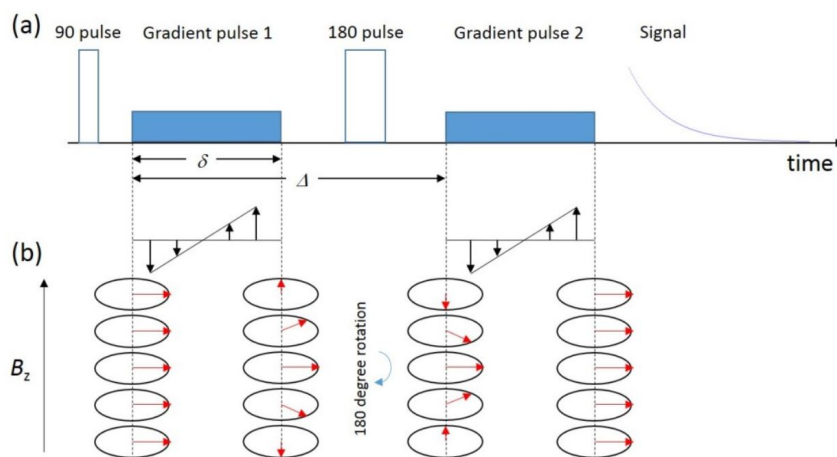 (a)
90 pulse Gradient pulse 1 180 pulse Gradient pulse 2 Signal
δ
Δ
time
(b)
Bz
180 degree rotation